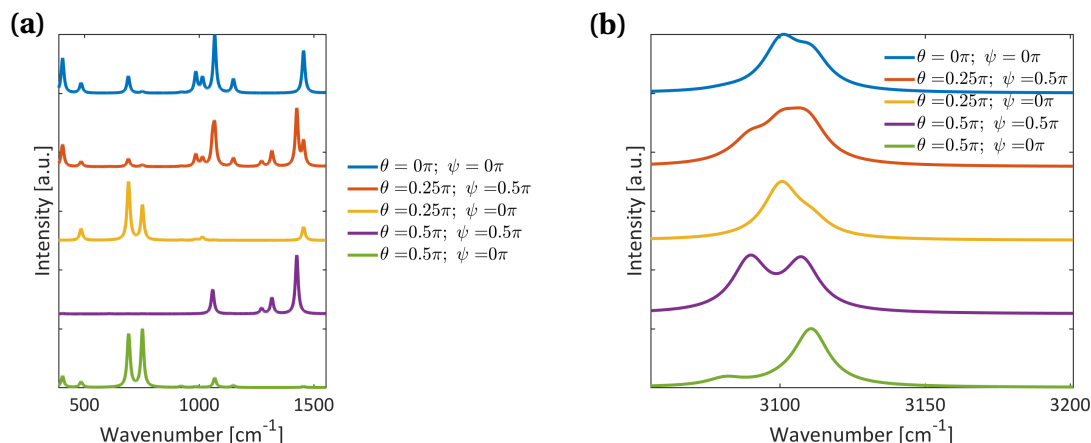 (a)
Intensity [a.u.]
500
1000
1500
Wavenumber [cm⁻¹]
θ = 0π; ψ = 0π
θ =0.25π; ψ =0.5π
θ =0.25π; ψ =0π
θ =0.5π; ψ =0.5π
θ =0.5π; ψ =0π
(b)
Intensity [a.u.]
3100
3150
3200
Wavenumber [cm⁻¹]
θ = 0π; ψ = 0π
θ =0.25π; ψ =0.5π
θ =0.25π; ψ =0π
θ =0.5π; ψ =0.5π
θ =0.5π; ψ =0π